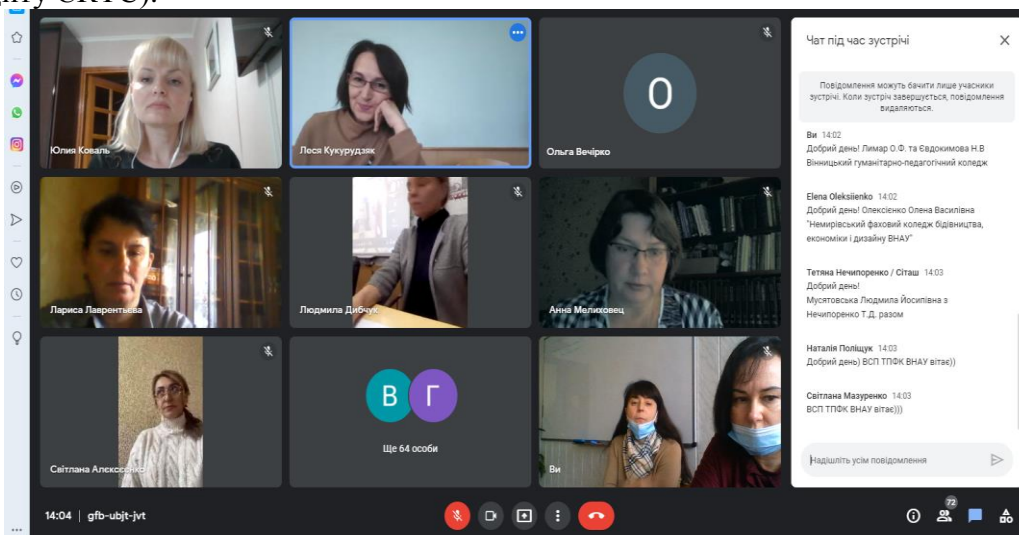 диту ЄКТС).
Юлия Коваль
Леся Кукурудзяк
О
Ольга Вечірко
Лариса Лаврентьева
Людмила Дибчук
Анна Мелиховец
Світлана Алексєєнко
В Г
Ще 64 особи
Ви
14:04 | gfb-ubjt-jvt
72
Чат під час зустрічі
Повідомлення можуть бачити лише учасники
зустрічі. Коли зустріч завершується, повідомлення
видаляються.
Ви 14:02
Добрий день! Лимар О.Ф. та Євдокимова Н.В
Вінницький гуманітарно-педагогічний коледж
Elena Oleksiienko 14:02
Добрий день! Олексієнко Олена Василівна
"Немирівський фаховий коледж бідівництва,
економіки і дизайну ВНАУ"
Тетяна Нечипоренко / Сіташ 14:03
Добрий день!
Мусятовська Людмила Йосипівна з
Нечипоренко Т.Д. разом
Наталія Поліщук 14:03
Добрий день) ВСП ТПФК ВНАУ вітає))
Світлана Мазуренко 14:03
ВСП ТПФК ВНАУ вітає)))
Надішліть усім повідомлення